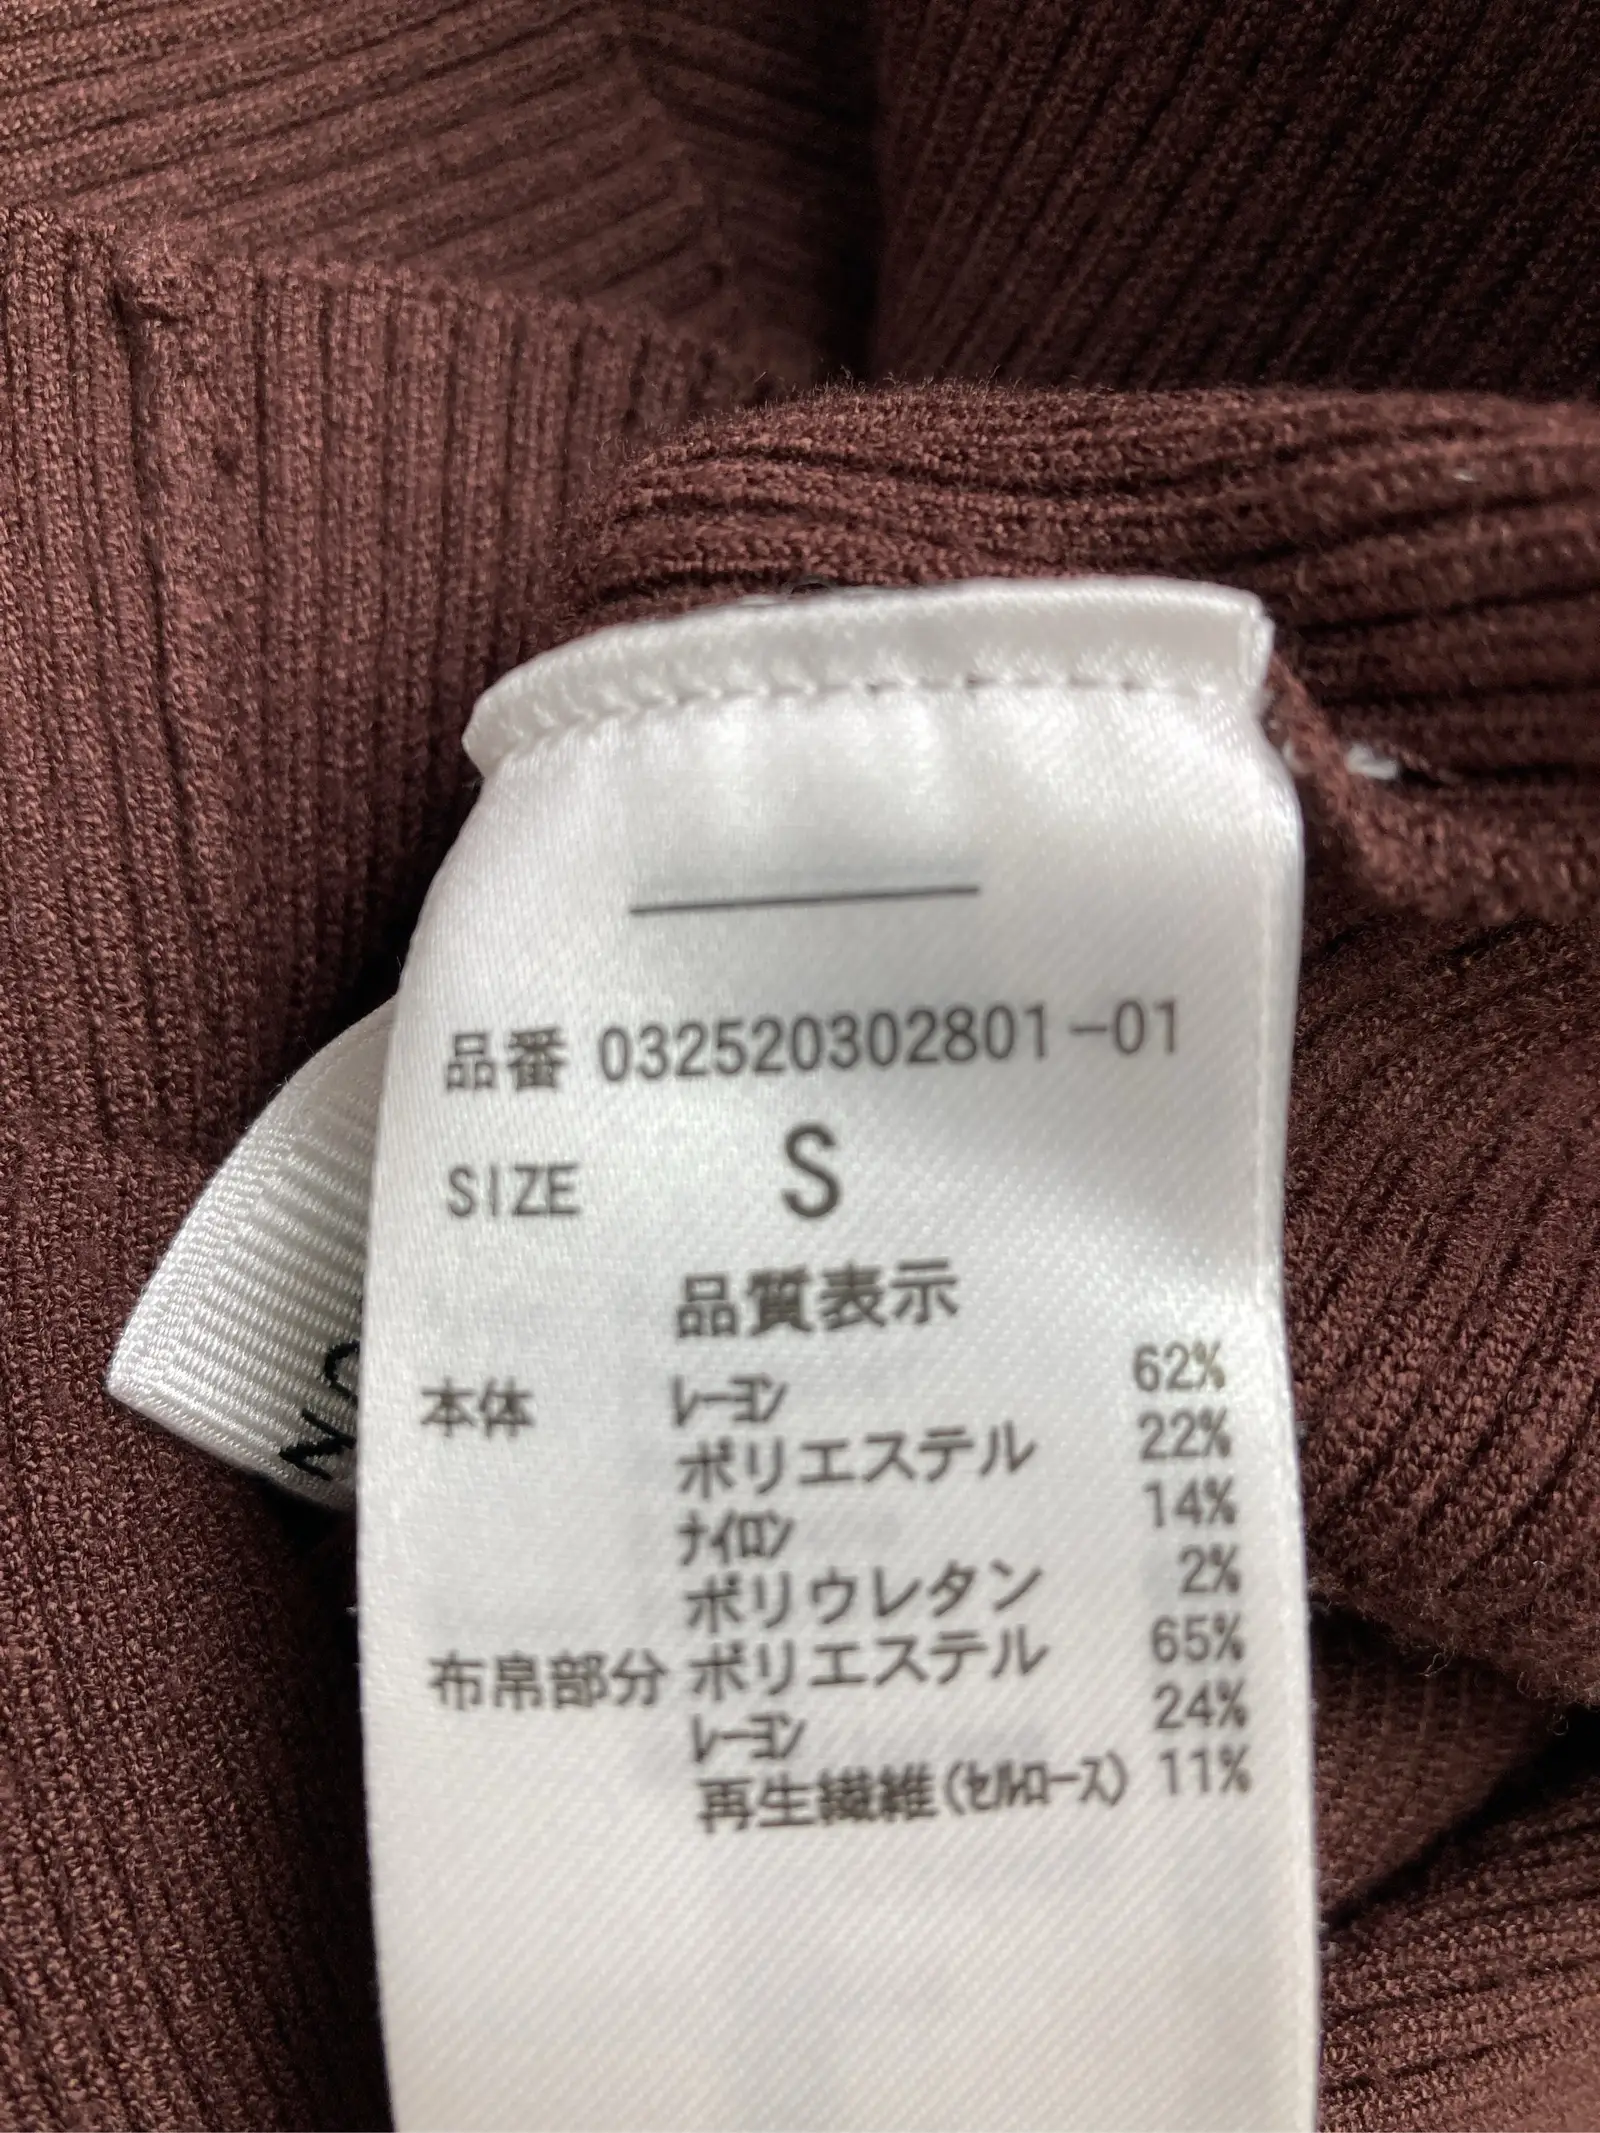 品番 032520302801-01
SIZE S
品質表示
本体 レーヨン 62%
ポリエステル 22%
ナイロン 14%
ポリウレタン 2%
布帛部分 ポリエステル 65%
レーヨン 24%
再生繊維(セルロース) 11%